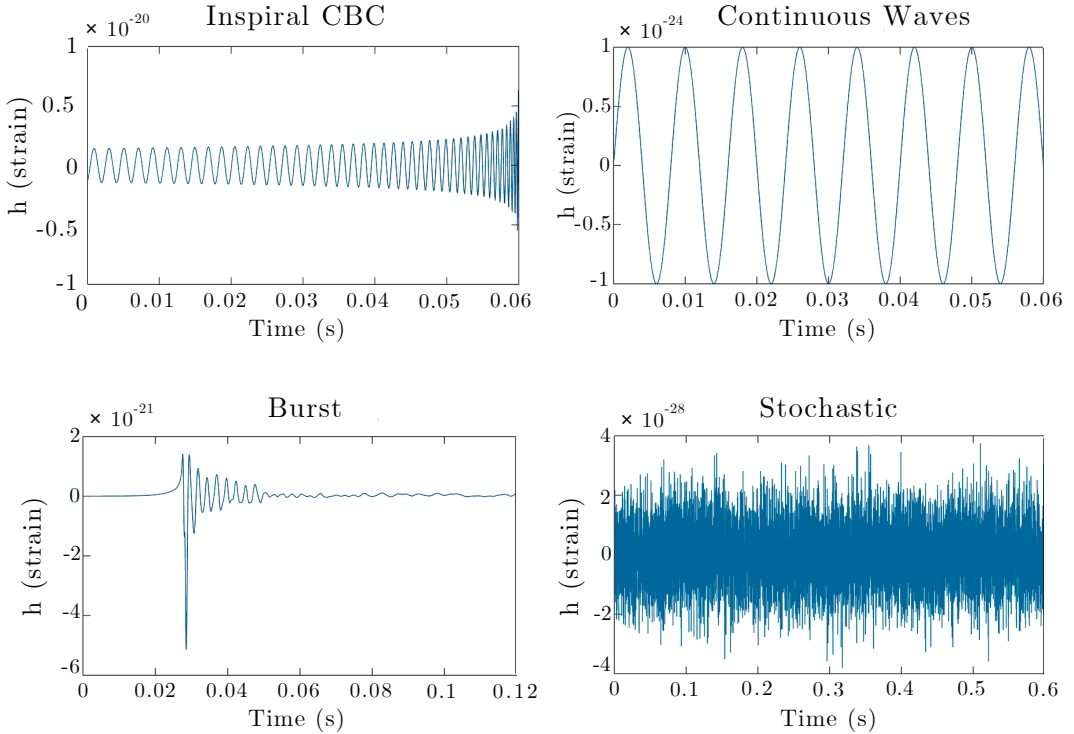 Inspiral CBC
× 10-20
1
0.5
0
-0.5
-1
h (strain)
0 0.01 0.02 0.03 0.04 0.05 0.06
Time (s)
Continuous Waves
× 10-24
1
0.5
0
-0.5
-1
h (strain)
0 0.01 0.02 0.03 0.04 0.05 0.06
Time (s)
Burst
× 10-21
2
0
-2
-4
-6
h (strain)
0 0.02 0.04 0.06 0.08 0.1 0.12
Time (s)
Stochastic
× 10-28
4
2
0
-2
-4
h (strain)
0 0.1 0.2 0.3 0.4 0.5 0.6
Time (s)